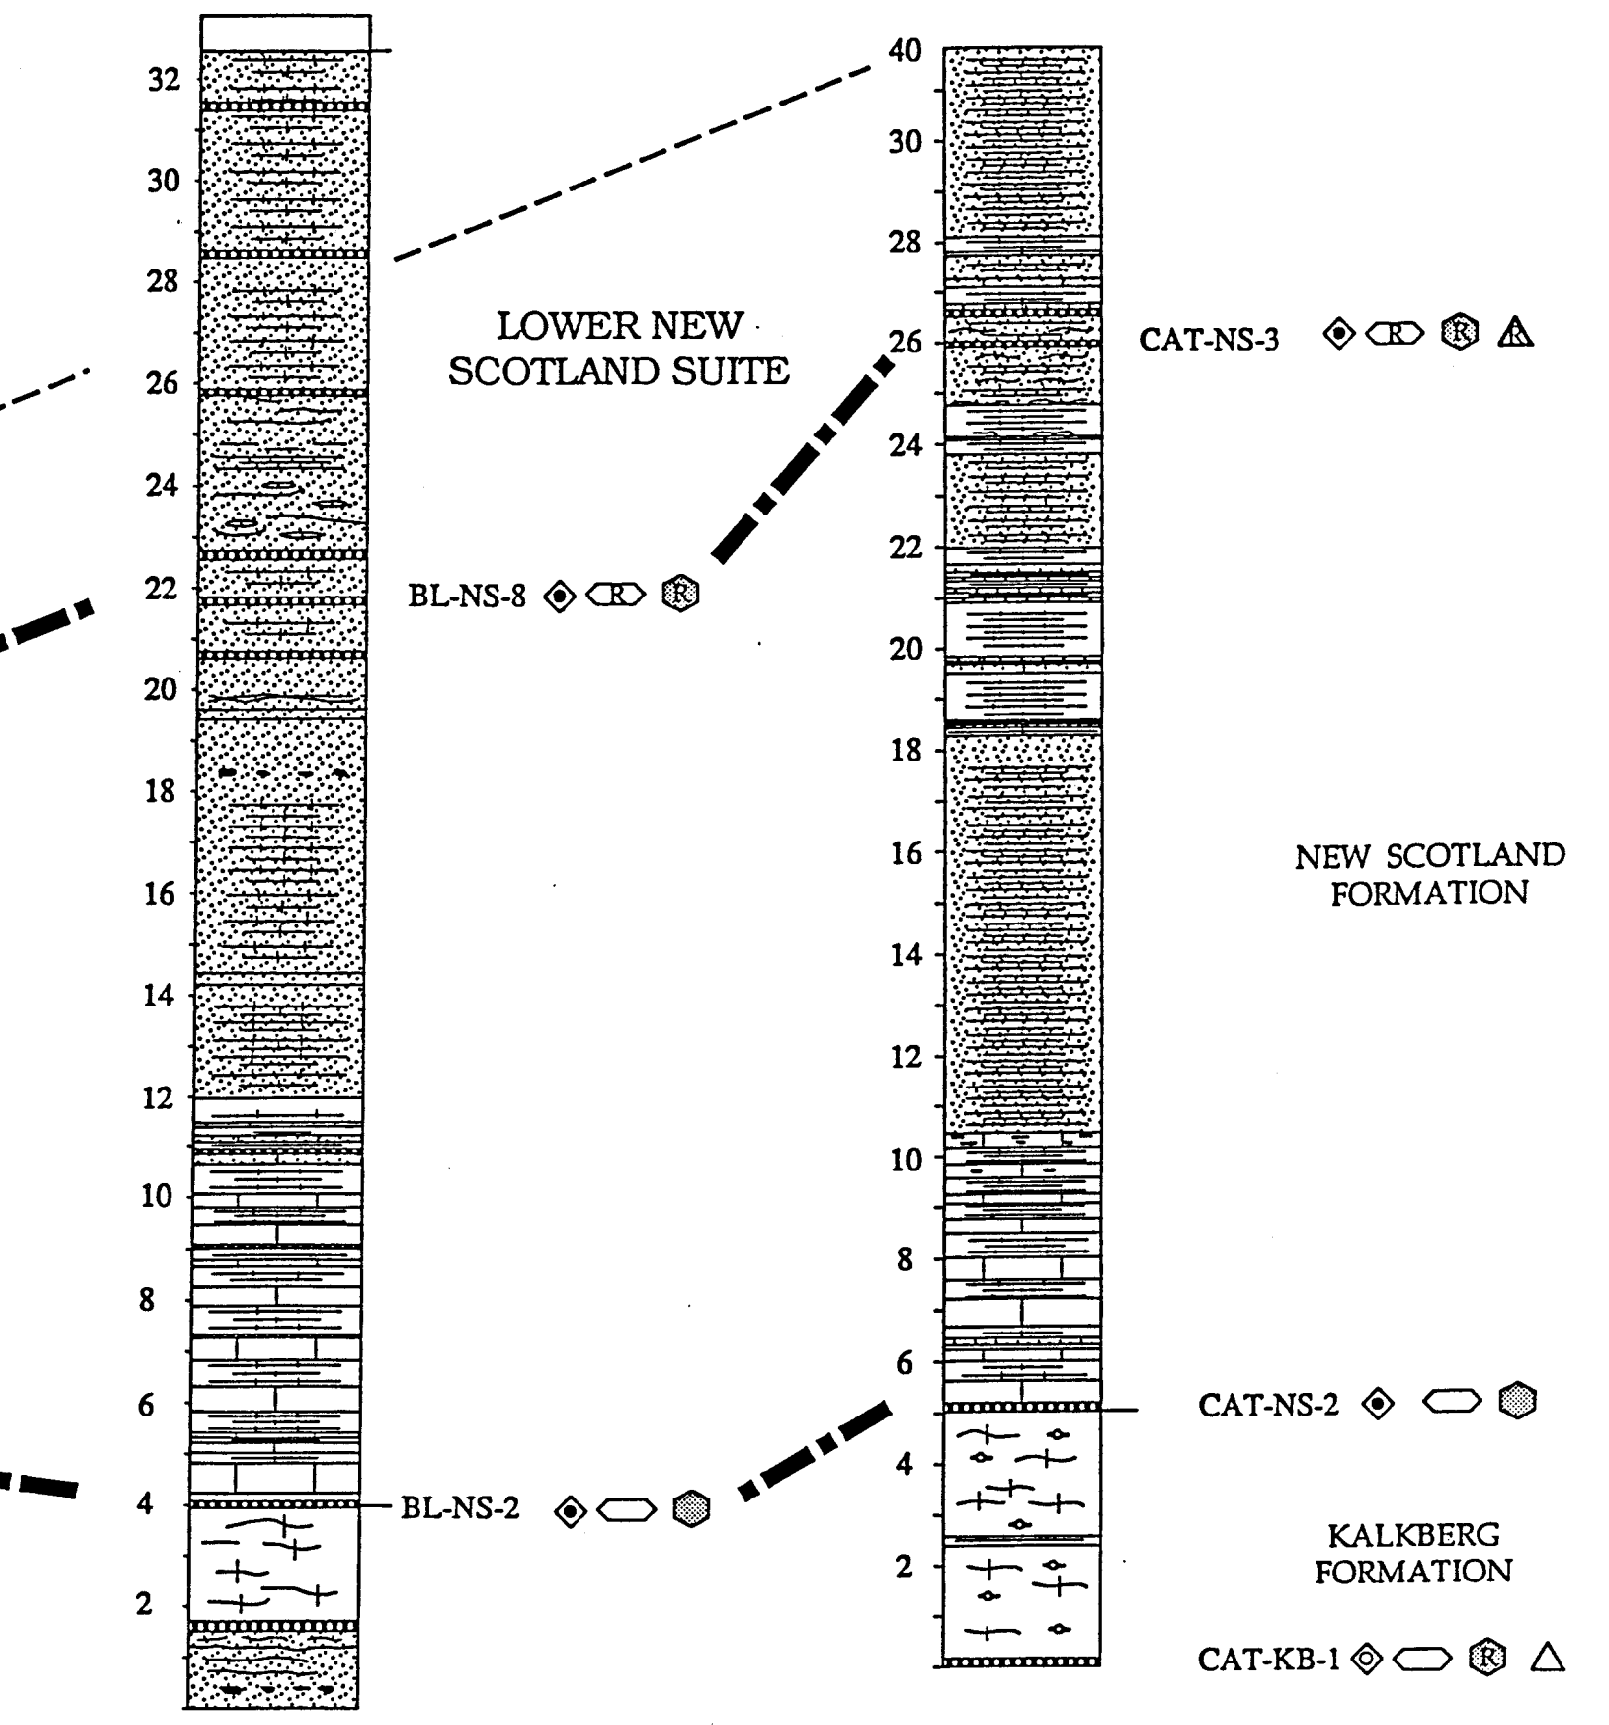 32
30
28
26
24
22
20
18
16
14
12
10
8
6
4
2
LOWER NEW
SCOTLAND SUITE
BL-NS-8 R R
BL-NS-2
40
30
28
26
24
22
20
18
16
14
12
10
8
6
4
2
CAT-NS-3 R R R
NEW SCOTLAND
FORMATION
CAT-NS-2
KALKBERG
FORMATION
CAT-KB-1 R